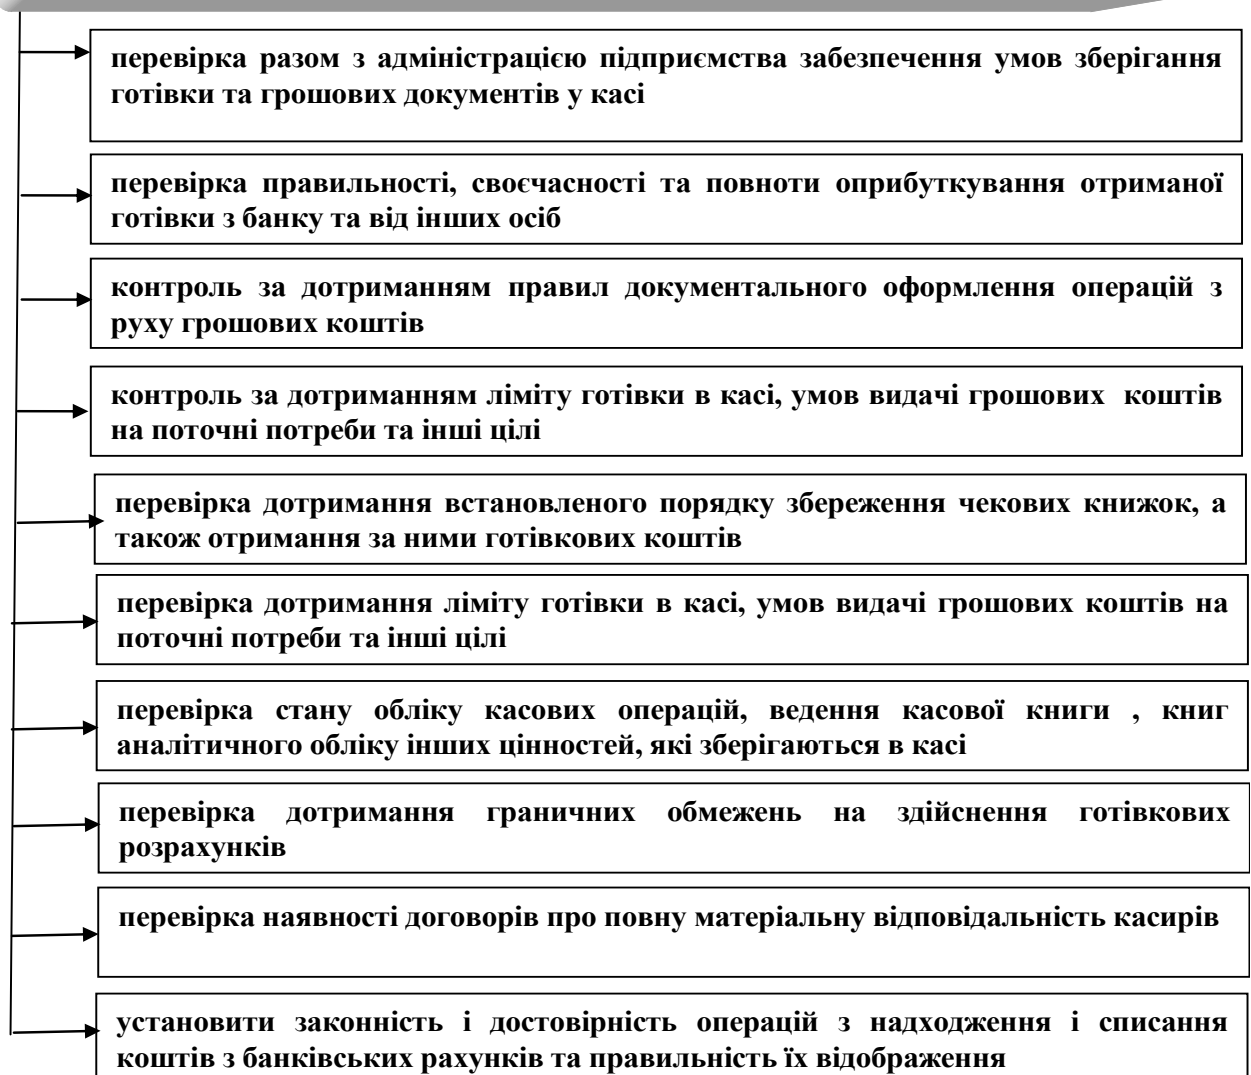 перевірка разом з адміністрацією підприємства забезпечення умов зберігання
готівки та грошових документів у касі
перевірка правильності, своєчасності та повноти оприбуткування отриманої
готівки з банку та від інших осіб
контроль за дотриманням правил документального оформлення операцій з
руху грошових коштів
контроль за дотриманням ліміту готівки в касі, умов видачі грошових коштів
на поточні потреби та інші цілі
перевірка дотримання встановленого порядку збереження чекових книжок, а
також отримання за ними готівкових коштів
перевірка дотримання ліміту готівки в касі, умов видачі грошових коштів на
поточні потреби та інші цілі
перевірка стану обліку касових операцій, ведення касової книги , книг
аналітичного обліку інших цінностей, які зберігаються в касі
перевірка дотримання граничних обмежень на здійснення готівкових
розрахунків
перевірка наявності договорів про повну матеріальну відповідальність касирів
установити законність і достовірність операцій з надходження і списання
коштів з банківських рахунків та правильність їх відображення